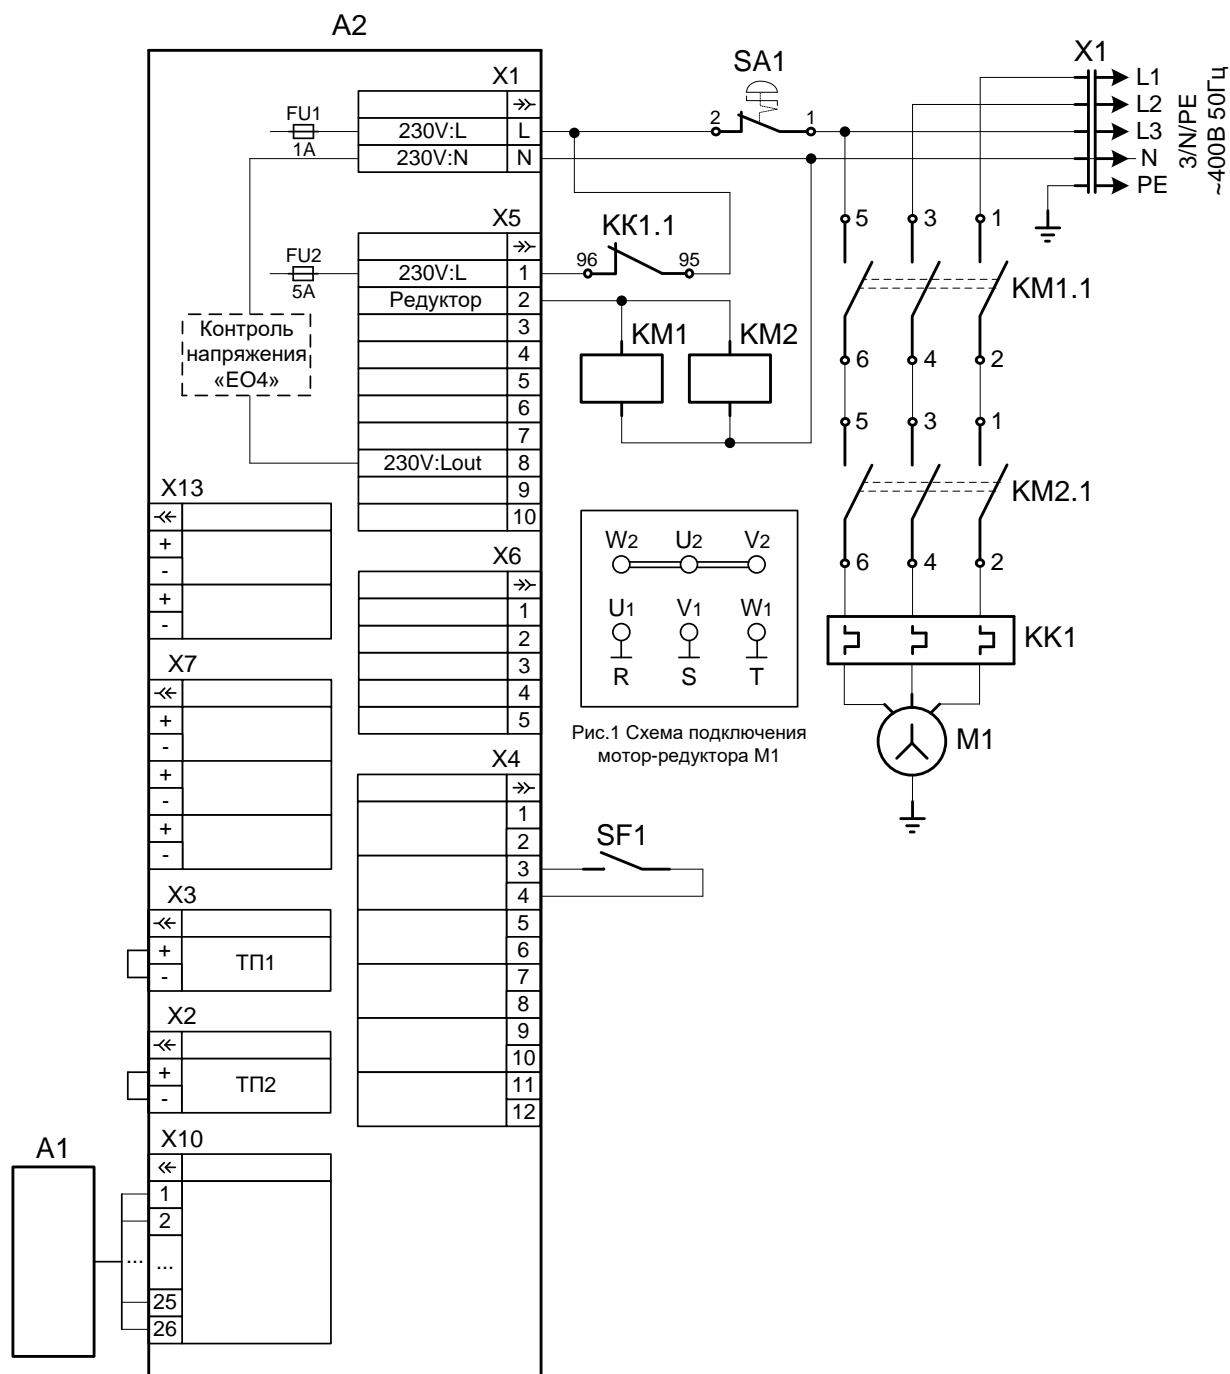 A2
X1
FU1
1A
230V:L
L
230V:N
N
SA1
2
1
X1
L1
L2
L3
N
PE
3/N/PE
~400В 50Гц
X5
FU2
5A
230V:L
1
Редуктор
2
3
4
5
6
7
230V:Lout
8
9
10
Контроль
напряжения
«ЕО4»
КК1.1
96
95
KM1
KM2
5
3
1
KM1.1
6
4
2
5
3
1
KM2.1
6
4
2
KK1
M1
X13
+
-
+
-
X6
1
2
3
4
5
W2
U2
V2
U1
V1
W1
R
S
T
Рис.1 Схема подключения
мотор-редуктора М1
X7
+
-
+
-
+
-
X4
1
2
3
4
5
6
7
8
9
10
11
12
SF1
X3
+
-
ТП1
X2
+
-
ТП2
X10
1
2
...
...
25
26
A1